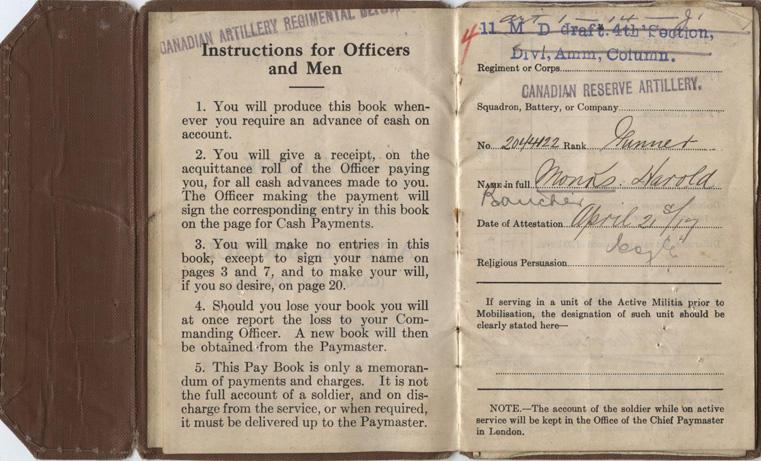 CANADIAN ARTILLERY REGIMENTAL DEPOT
Instructions for Officers
and Men
1. You will produce this book when-
ever you require an advance of cash on
account.
2. You will give a receipt, on the
acquittance roll of the Officer paying
you, for all cash advances made to you.
The Officer making the payment will
sign the corresponding entry in this book
on the page for Cash Payments.
3. You will make no entries in this
book, except to sign your name on
pages 3 and 7, and to make your will,
if you so desire, on page 20.
4. Should you lose your book you will
at once report the loss to your Com-
manding Officer. A new book will then
be obtained from the Paymaster.
5. This Pay Book is only a memoran-
dum of payments and charges. It is not
the full account of a soldier, and on dis-
charge from the service, or when required,
it must be delivered up to the Paymaster.
11 M D draft. 4th Section,
Divl, Amm, Column.
Regiment or Corps
CANADIAN RESERVE ARTILLERY.
Squadron, Battery, or Company
No. 2044122 Rank Gunner
NAME in full Monks. Harold
Boucher
Date of Attestation April 21st/17
Religious Persuasion
If serving in a unit of the Active Militia prior to
Mobilisation, the designation of such unit should be
clearly stated here—
NOTE.—The account of the soldier while on active
service will be kept in the Office of the Chief Paymaster
in London.